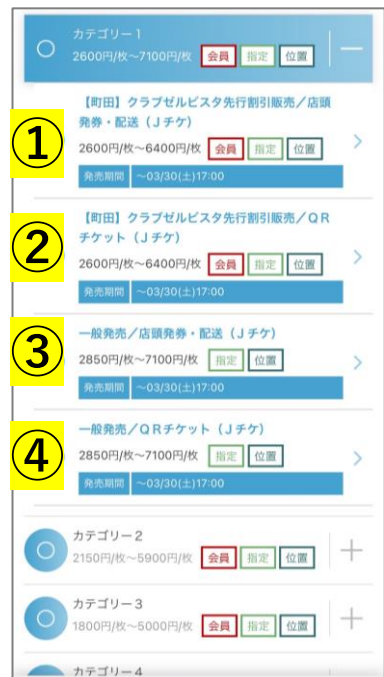 カテゴリー1
2600円/枚~7100円/枚 会員 指定 位置
①
【町田】クラブゼルビスタ先行割引販売／店頭
発券・配送（Jチケ）
2600円/枚~6400円/枚 会員 指定 位置
発売期間 ~03/30(土)17:00
②
【町田】クラブゼルビスタ先行割引販売／QR
チケット（Jチケ）
2600円/枚~6400円/枚 会員 指定 位置
発売期間 ~03/30(土)17:00
③
一般発売／店頭発券・配送（Jチケ）
2850円/枚~7100円/枚 指定 位置
発売期間 ~03/30(土)17:00
④
一般発売／QRチケット（Jチケ）
2850円/枚~7100円/枚 指定 位置
発売期間 ~03/30(土)17:00
カテゴリー2
2150円/枚~5900円/枚 会員 指定 位置
カテゴリー3
1800円/枚~5000円/枚 会員 指定 位置
カテゴリー4